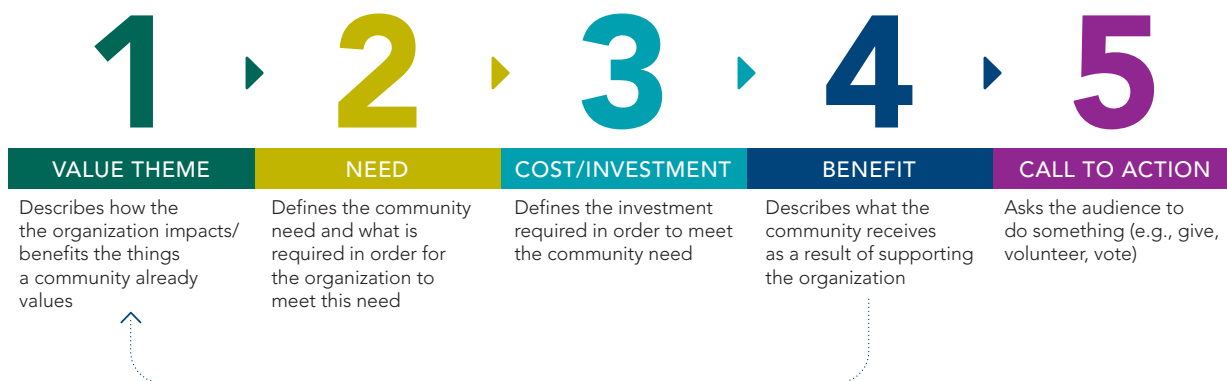 1
2
3
4
5
VALUE THEME
NEED
COST/INVESTMENT
BENEFIT
CALL TO ACTION
Describes how the
the organization impacts/
benefits the things
a community already
values
Defines the community
need and what is
required in order for
the organization to
meet this need
Defines the investment
required in order to meet
the community need
Describes what the
community receives
as a result of supporting
the organization
Asks the audience to
do something (e.g., give,
volunteer, vote)